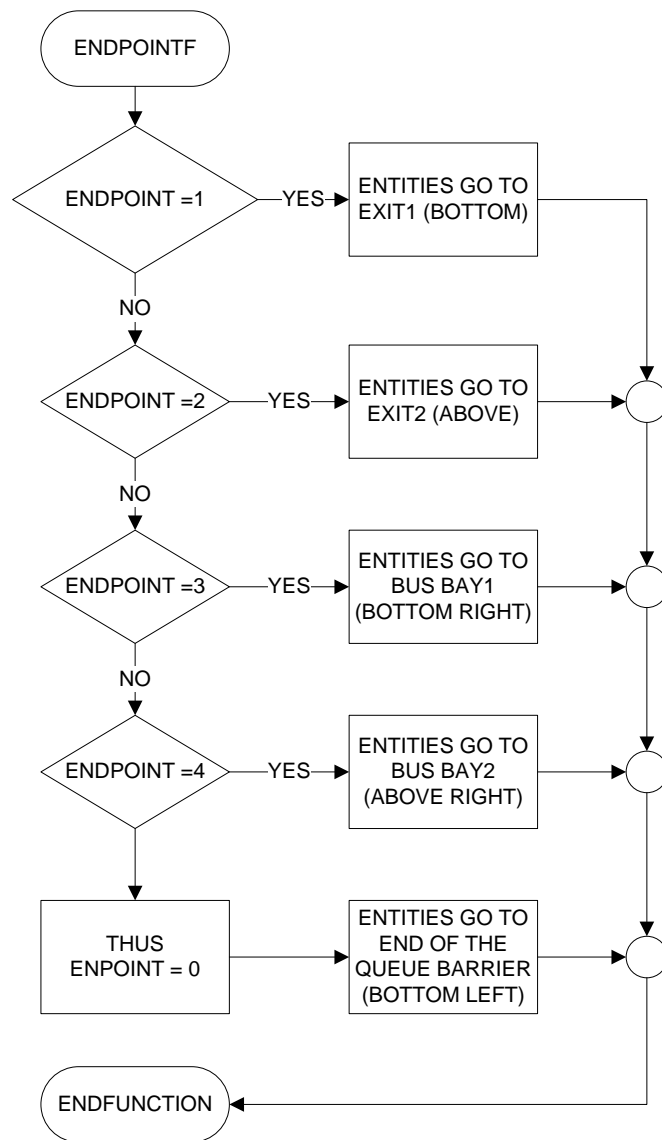 ENDPOINTF
ENDPOINT =1
YES
ENTITIES GO TO
EXIT1 (BOTTOM)
NO
ENDPOINT =2
YES
ENTITIES GO TO
EXIT2 (ABOVE)
NO
ENDPOINT =3
YES
ENTITIES GO TO
BUS BAY1
(BOTTOM RIGHT)
NO
ENDPOINT =4
YES
ENTITIES GO TO
BUS BAY2
(ABOVE RIGHT)
THUS
ENPOINT = 0
ENTITIES GO TO
END OF THE
QUEUE BARRIER
(BOTTOM LEFT)
ENDFUNCTION